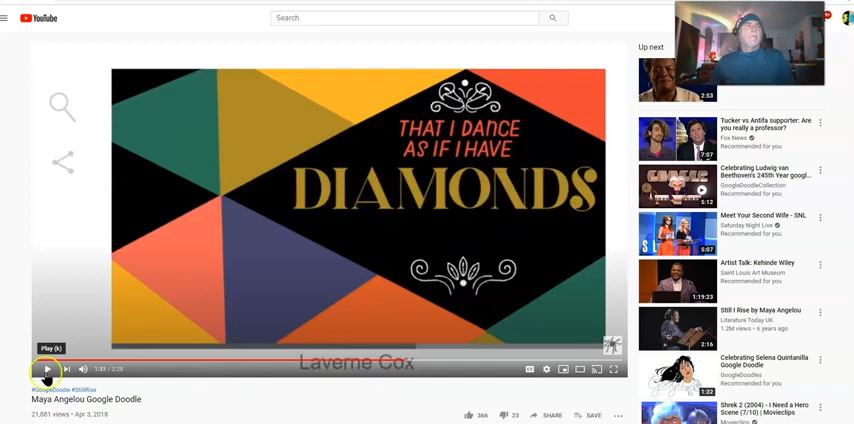 YouTube
Search
THAT I DANCE
AS IF I HAVE
DIAMONDS
Laverne Cox
Play (k)
1:33 / 2:28
#GoogleDoodle #StillIRise
Maya Angelou Google Doodle
21,881 views • Apr 3, 2018
366
23
SHARE
SAVE
Up next
2:53
Tucker vs Antifa supporter: Are
you really a professor?
Fox News
Recommended for you
7:07
Celebrating Ludwig van
Beethoven's 245th Year googl...
GoogleDoodleCollection
Recommended for you
5:12
Meet Your Second Wife - SNL
Saturday Night Live
Recommended for you
5:07
Artist Talk: Kehinde Wiley
Saint Louis Art Museum
Recommended for you
1:19:23
Still I Rise by Maya Angelou
Literature Today UK
1.2M views • 6 years ago
2:16
Celebrating Selena Quintanilla
Google Doodle
GoogleDoodles
Recommended for you
1:32
Shrek 2 (2004) - I Need a Hero
Scene (7/10) | Movieclips
Movieclips